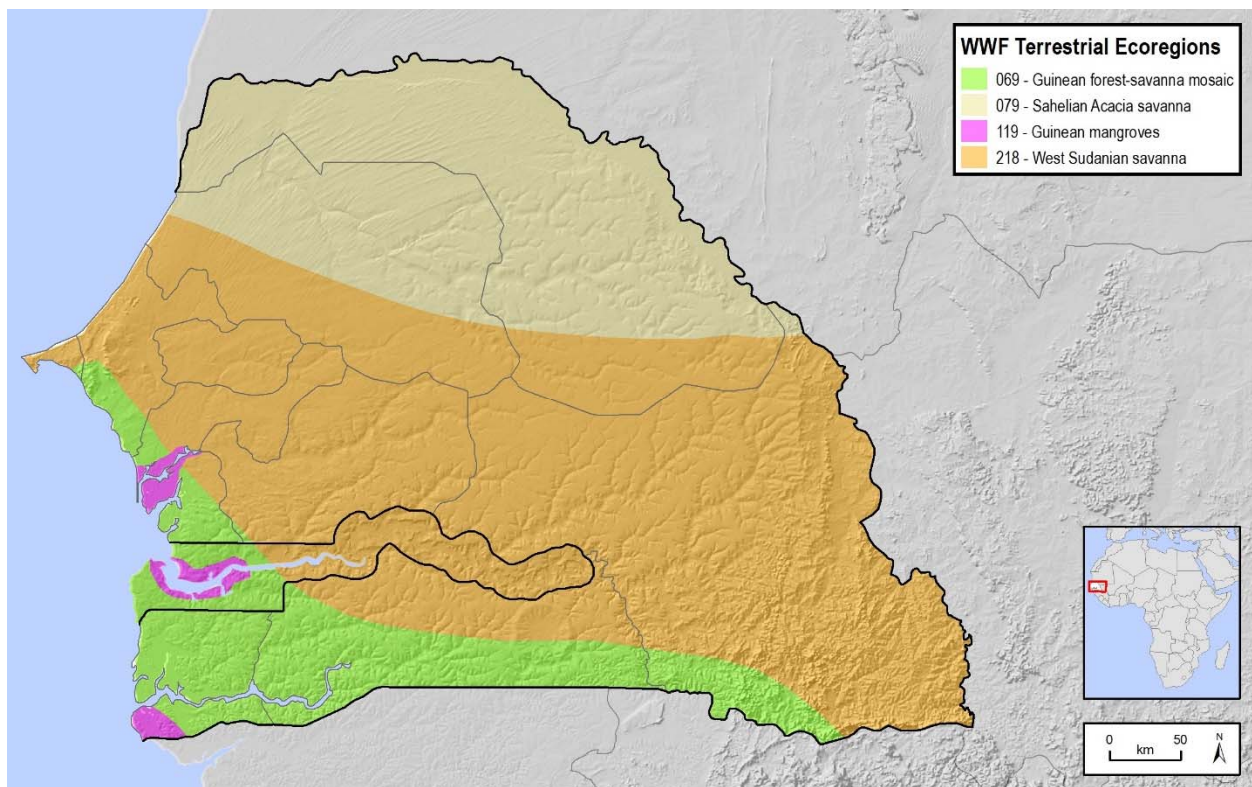 WWF Terrestrial Ecoregions
069 - Guinean forest-savanna mosaic
079 - Sahelian Acacia savanna
119 - Guinean mangroves
218 - West Sudanian savanna
0 50
km
N